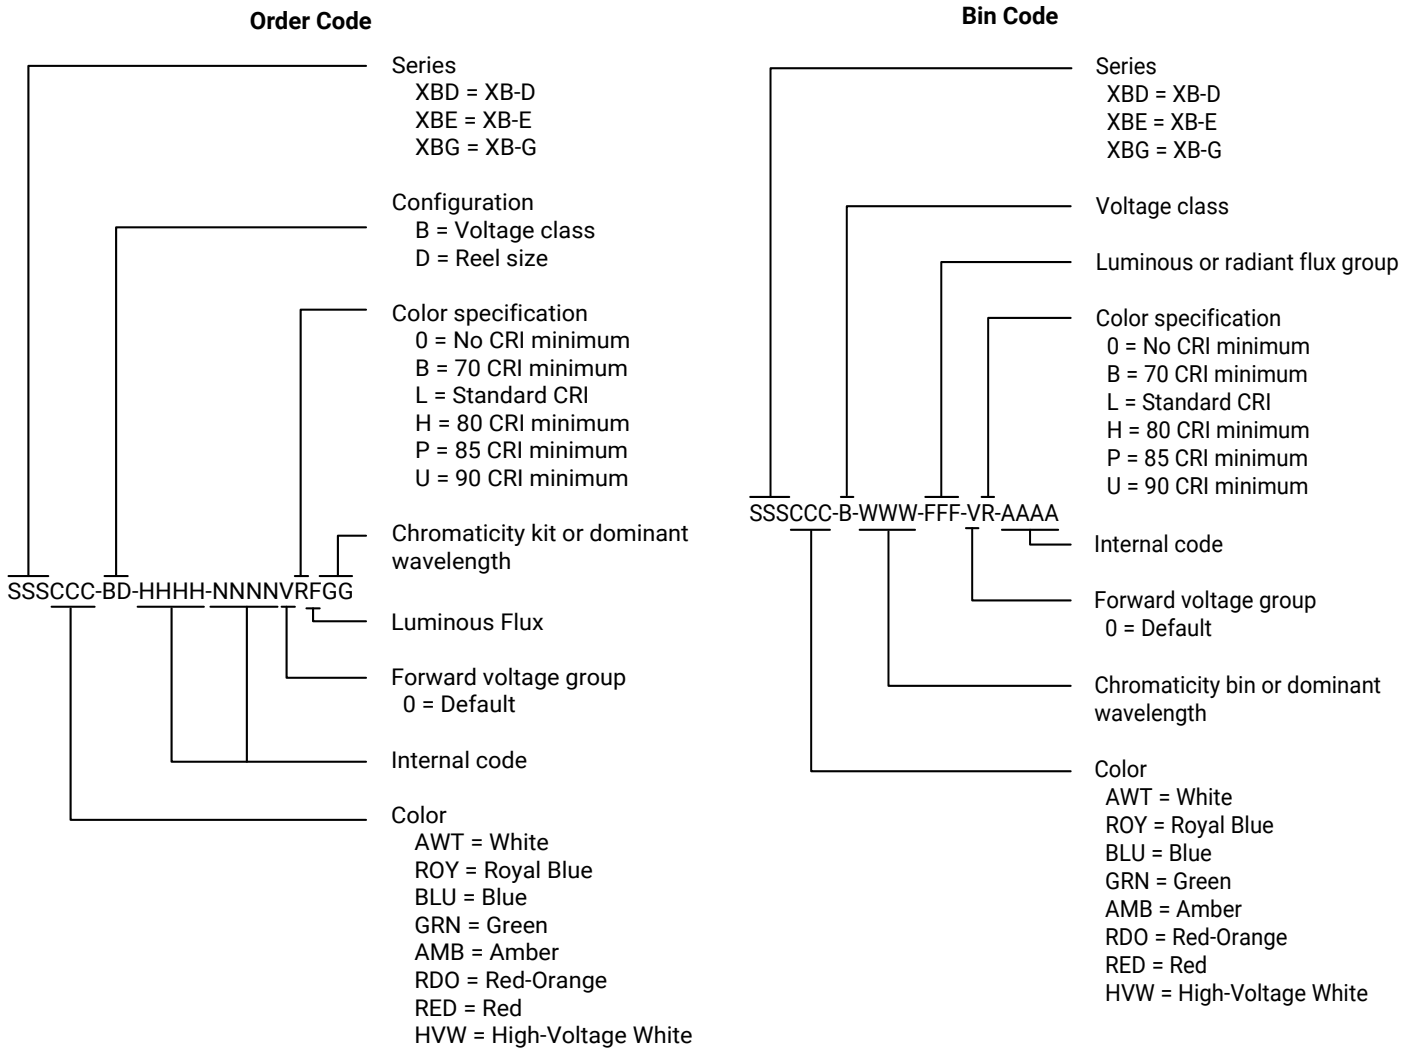 Order Code
Series
XBD = XB-D
XBE = XB-E
XBG = XB-G
Configuration
B = Voltage class
D = Reel size
Color specification
0 = No CRI minimum
B = 70 CRI minimum
L = Standard CRI
H = 80 CRI minimum
P = 85 CRI minimum
U = 90 CRI minimum
Chromaticity kit or dominant
wavelength
SSSCCC-BD-HHHH-NNNNVRFGG
Luminous Flux
Forward voltage group
0 = Default
Internal code
Color
AWT = White
ROY = Royal Blue
BLU = Blue
GRN = Green
AMB = Amber
RDO = Red-Orange
RED = Red
HVW = High-Voltage White
Bin Code
Series
XBD = XB-D
XBE = XB-E
XBG = XB-G
Voltage class
Luminous or radiant flux group
Color specification
0 = No CRI minimum
B = 70 CRI minimum
L = Standard CRI
H = 80 CRI minimum
P = 85 CRI minimum
U = 90 CRI minimum
SSSCCC-B-WWW-FFF-VR-AAAA
Internal code
Forward voltage group
0 = Default
Chromaticity bin or dominant
wavelength
Color
AWT = White
ROY = Royal Blue
BLU = Blue
GRN = Green
AMB = Amber
RDO = Red-Orange
RED = Red
HVW = High-Voltage White